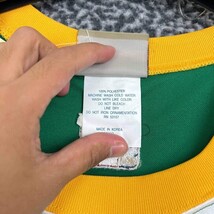 100% POLYESTER
MACHINE WASH COLD WATER
WASH WITH LIKE COLOR
DO NOT BLEACH
LINE DRY
DO NOT IRON ORNAMENTATION
MADE IN KOREA